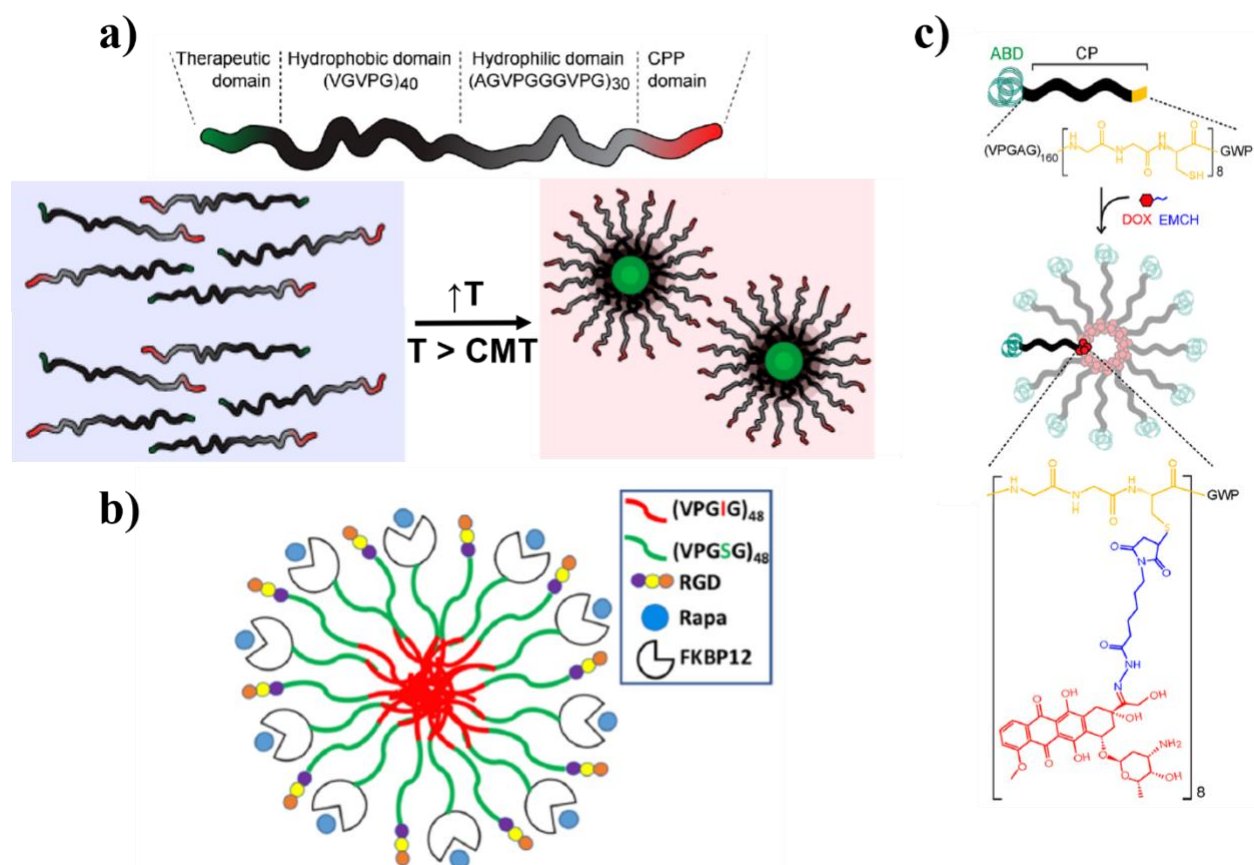 a)
Therapeutic domain
Hydrophobic domain
(VGVPG)40
Hydrophilic domain
(AGVPGGGVPG)30
CPP domain
↑T
T > CMT
b)
(VPGIG)48
(VPGSG)48
RGD
Rapa
FKBP12
c)
ABD
CP
(VPGAG)160
O
O
H
N
N
H
O
H
N
SH
8
GWP
DOX EMCH
O
O
H
N
N
H
O
H
N
GWP
S
O
N
O
O
NH
N
O
OH
OH
OH
O
OH
O
O
NH2
O
OH
8